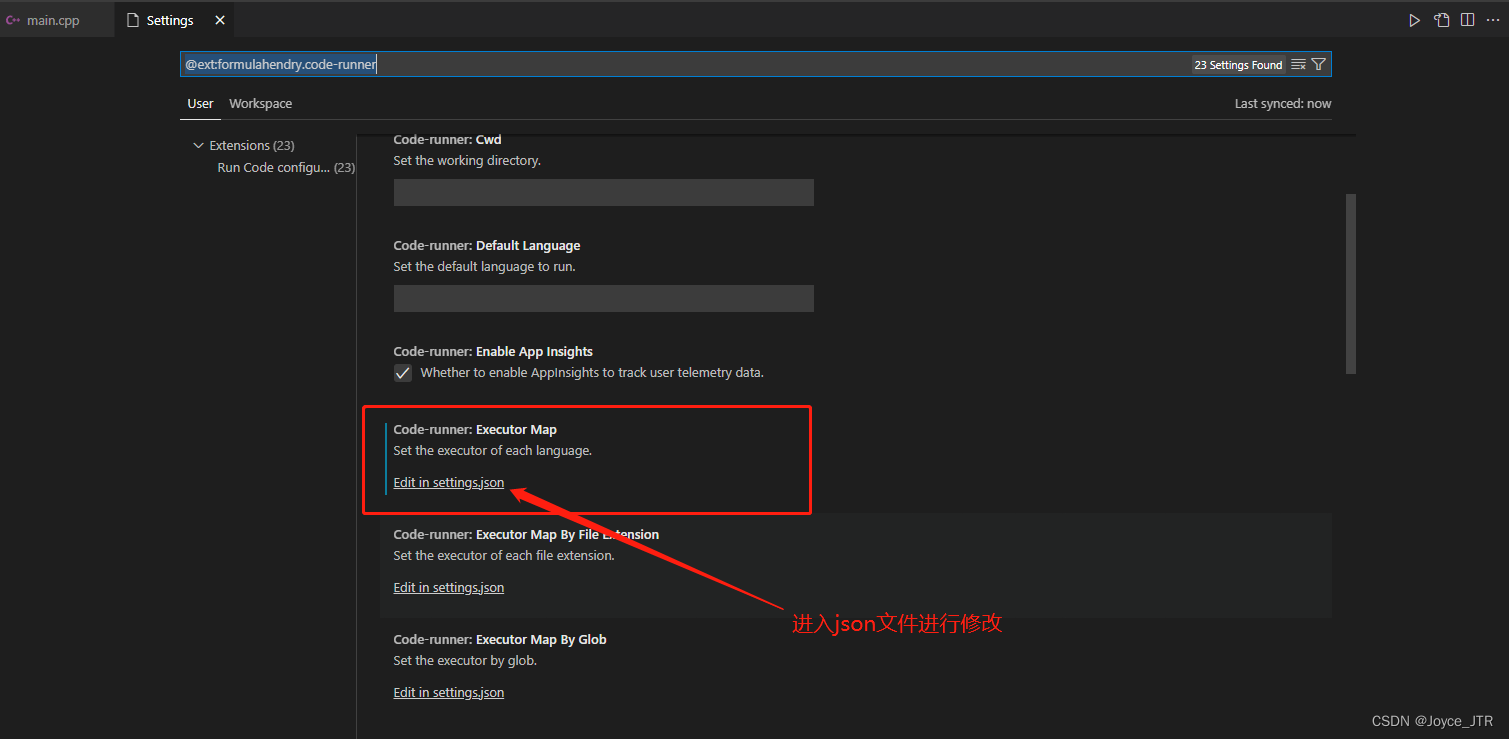 main.cpp
Settings
@ext:formulahendry.code-runner
23 Settings Found
User
Workspace
Last synced: now
Extensions (23)
Run Code configu... (23)
Code-runner: Cwd
Set the working directory.
Code-runner: Default Language
Set the default language to run.
Code-runner: Enable App Insights
Whether to enable AppInsights to track user telemetry data.
Code-runner: Executor Map
Set the executor of each language.
Edit in settings.json
Code-runner: Executor Map By File Extension
Set the executor of each file extension.
Edit in settings.json
进入json文件进行修改
Code-runner: Executor Map By Glob
Set the executor by glob.
Edit in settings.json
CSDN @Joyce_JTR